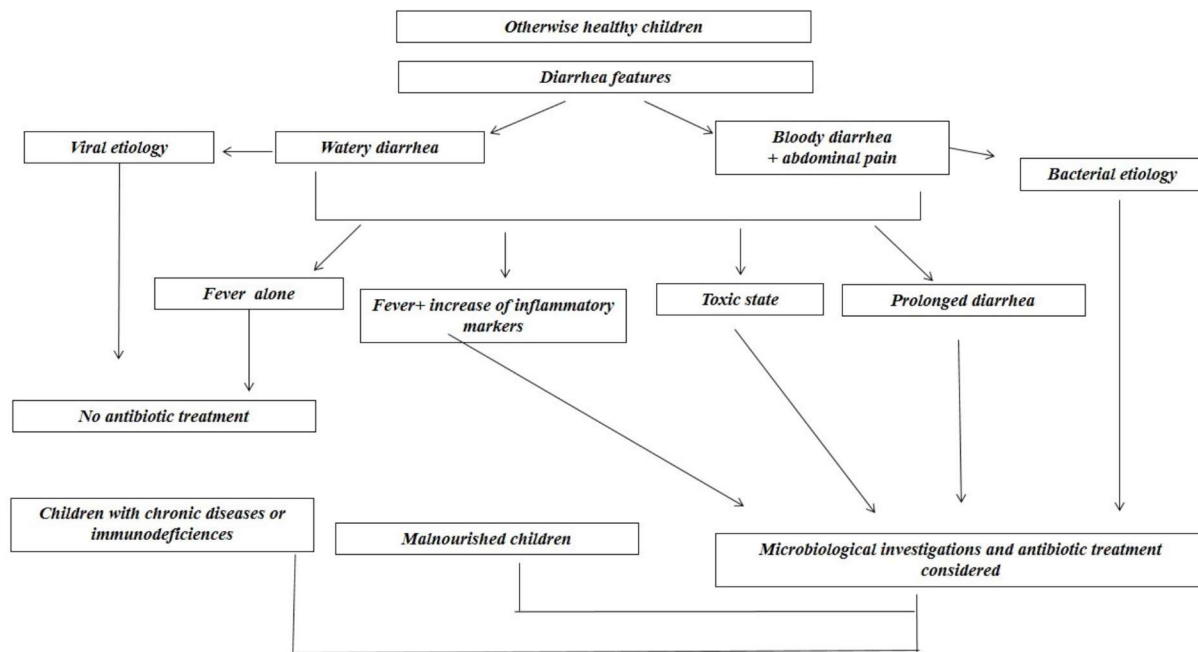 Otherwise healthy children
Diarrhea features
Viral etiology
Watery diarrhea
Bloody diarrhea
+ abdominal pain
Bacterial etiology
Fever alone
Fever+ increase of inflammatory
markers
Toxic state
Prolonged diarrhea
No antibiotic treatment
Children with chronic diseases or
immunodeficiences
Malnourished children
Microbiological investigations and antibiotic treatment
considered